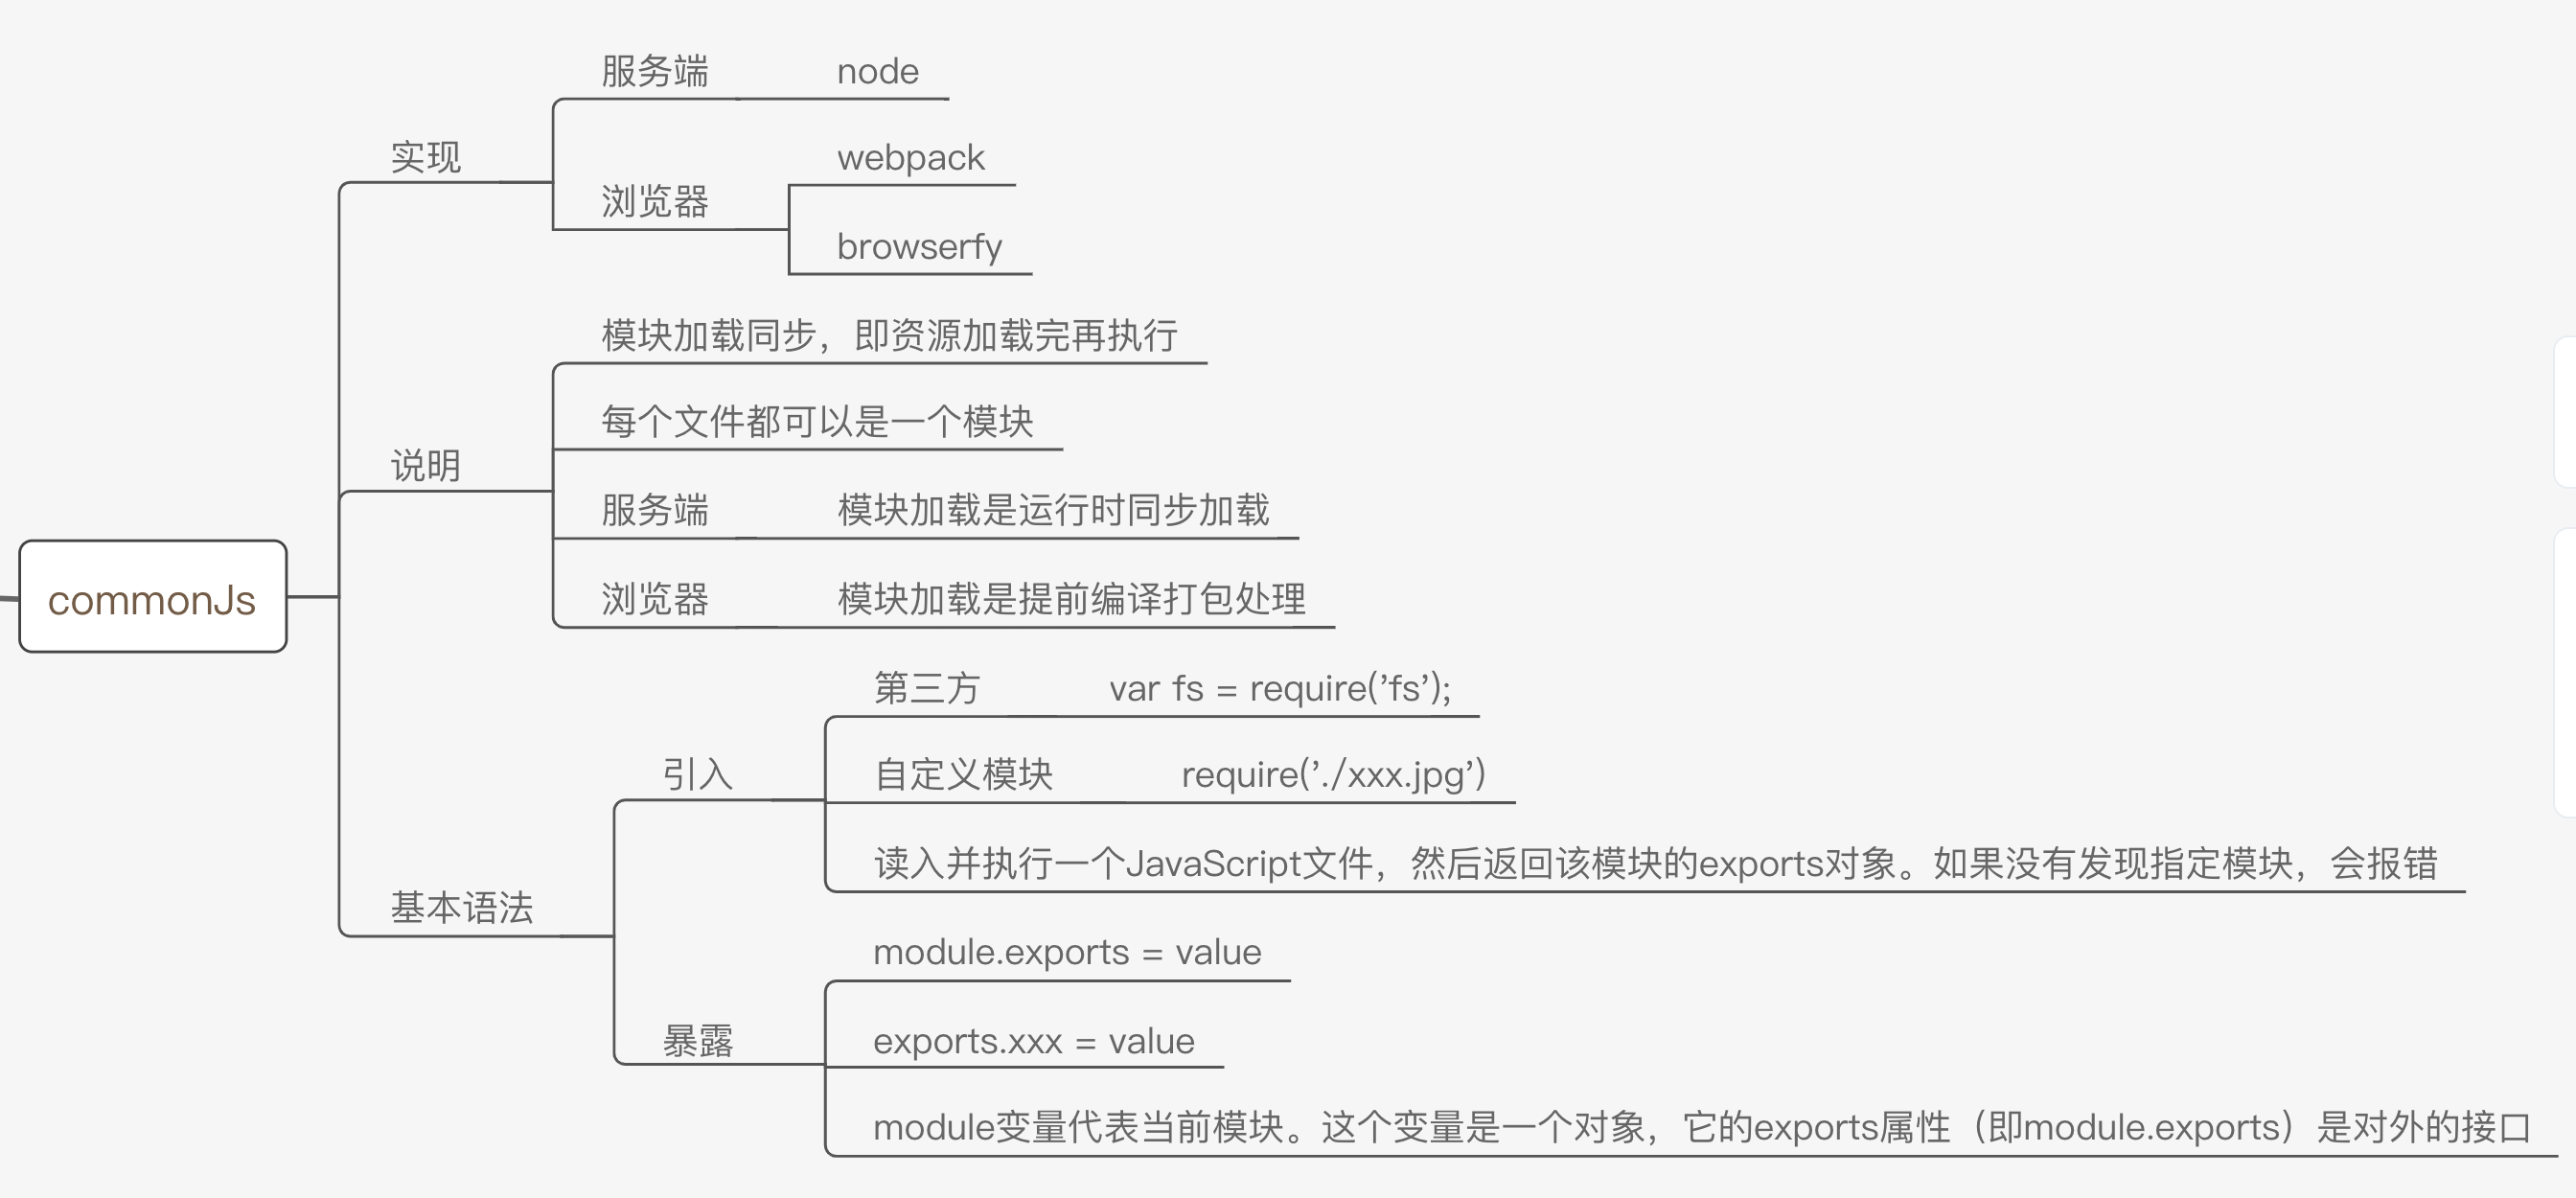 commonJs
实现
服务端
node
浏览器
webpack
browserfy
说明
模块加载同步，即资源加载完再执行
每个文件都可以是一个模块
服务端
模块加载是运行时同步加载
浏览器
模块加载是提前编译打包处理
基本语法
引入
第三方
var fs = require('fs');
自定义模块
require('./xxx.jpg')
读入并执行一个JavaScript文件，然后返回该模块的exports对象。如果没有发现指定模块，会报错
暴露
module.exports = value
exports.xxx = value
module变量代表当前模块。这个变量是一个对象，它的exports属性（即module.exports）是对外的接口